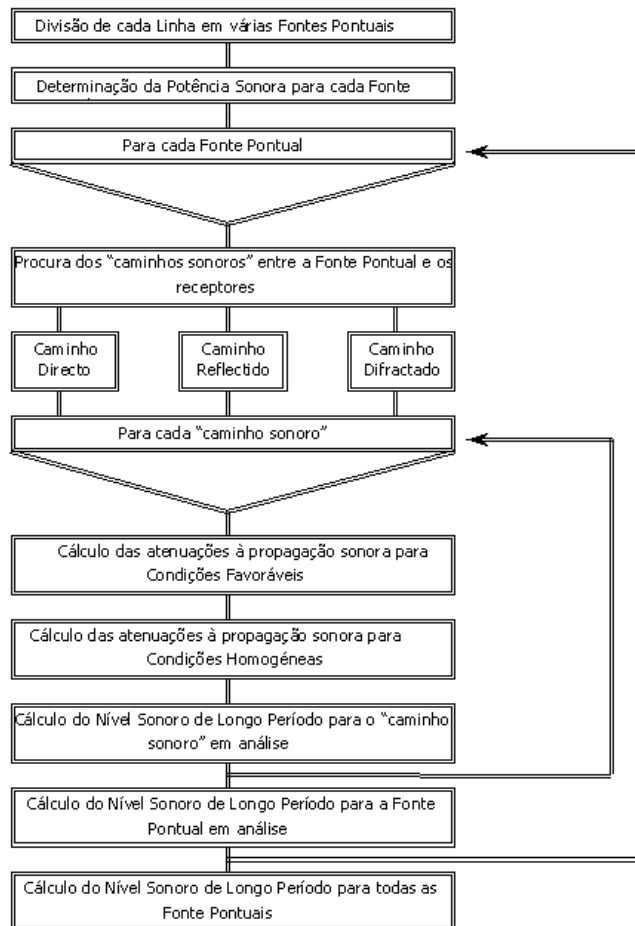 Divisão de cada Linha em várias Fontes Pontuais
Determinação da Potência Sonora para cada Fonte
Para cada Fonte Pontual
Procura dos “caminhos sonoros” entre a Fonte Pontual e os
receptores
Caminho
Directo
Caminho
Reflectido
Caminho
Difractado
Para cada “caminho sonoro”
Cálculo das atenuações à propagação sonora para
Condições Favoráveis
Cálculo das atenuações à propagação sonora para
Condições Homogéneas
Cálculo do Nível Sonoro de Longo Período para o “caminho
sonoro” em análise
Cálculo do Nível Sonoro de Longo Período para a Fonte
Pontual em análise
Cálculo do Nível Sonoro de Longo Período para todas as
Fonte Pontuais